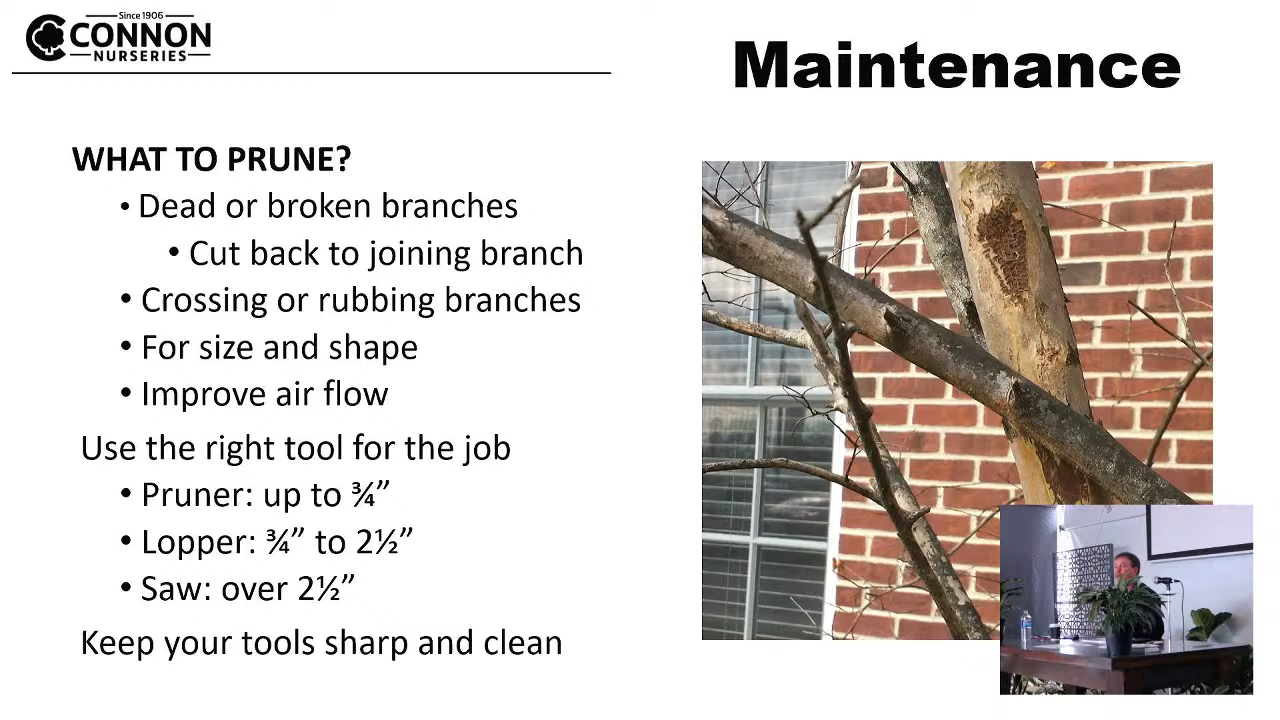 Since 1906
CONNON
NURSERIES
Maintenance
WHAT TO PRUNE?
• Dead or broken branches
• Cut back to joining branch
• Crossing or rubbing branches
• For size and shape
• Improve air flow
Use the right tool for the job
• Pruner: up to ¾”
• Lopper: ¾” to 2½”
• Saw: over 2½”
Keep your tools sharp and clean